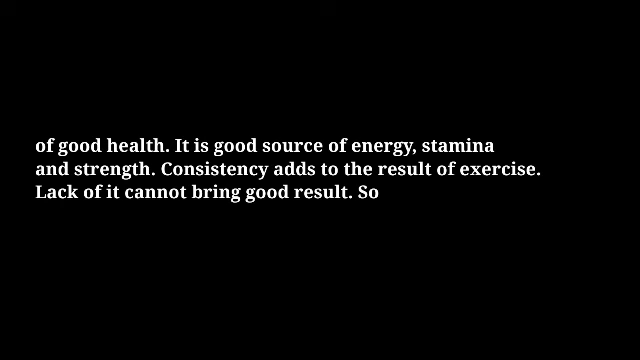 of good health. It is good source of energy, stamina
and strength. Consistency adds to the result of exercise.
Lack of it cannot bring good result. So